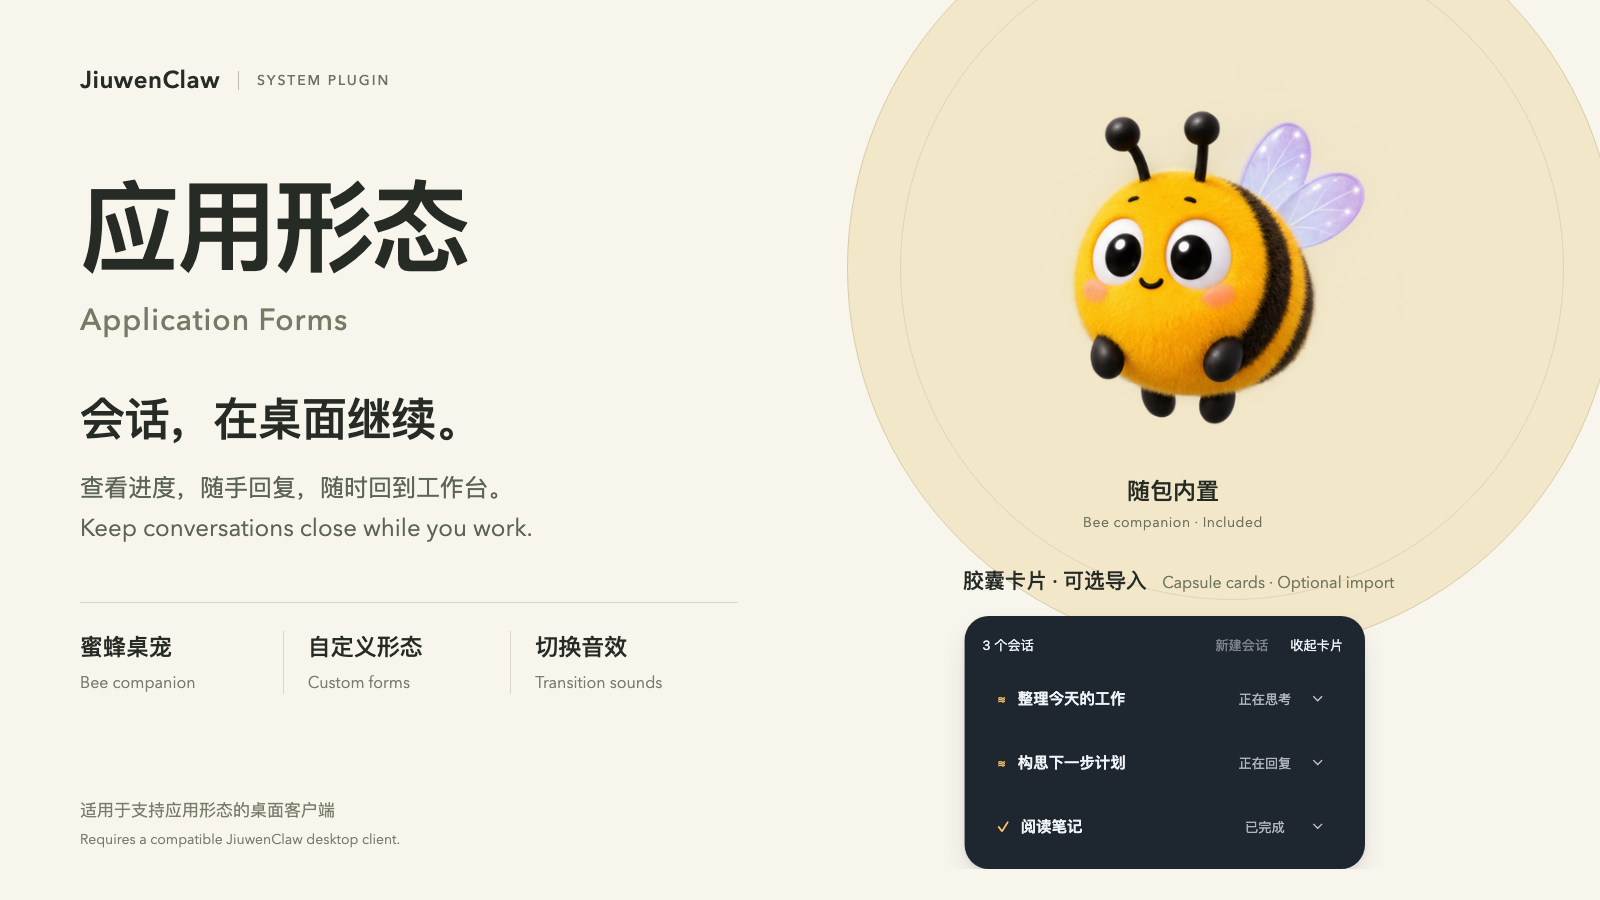 JiuwenClaw SYSTEM PLUGIN
应用形态
Application Forms
会话，在桌面继续。
查看进度，随手回复，随时回到工作台。
Keep conversations close while you work.
蜜蜂桌宠
Bee companion
自定义形态
Custom forms
切换音效
Transition sounds
适用于支持应用形态的桌面客户端
Requires a compatible JiuwenClaw desktop client.
随包内置
Bee companion · Included
胶囊卡片 · 可选导入 Capsule cards · Optional import
3 个会话 新建会话 收起卡片
整理今天的工作 正在思考
构思下一步计划 正在回复
阅读笔记 已完成